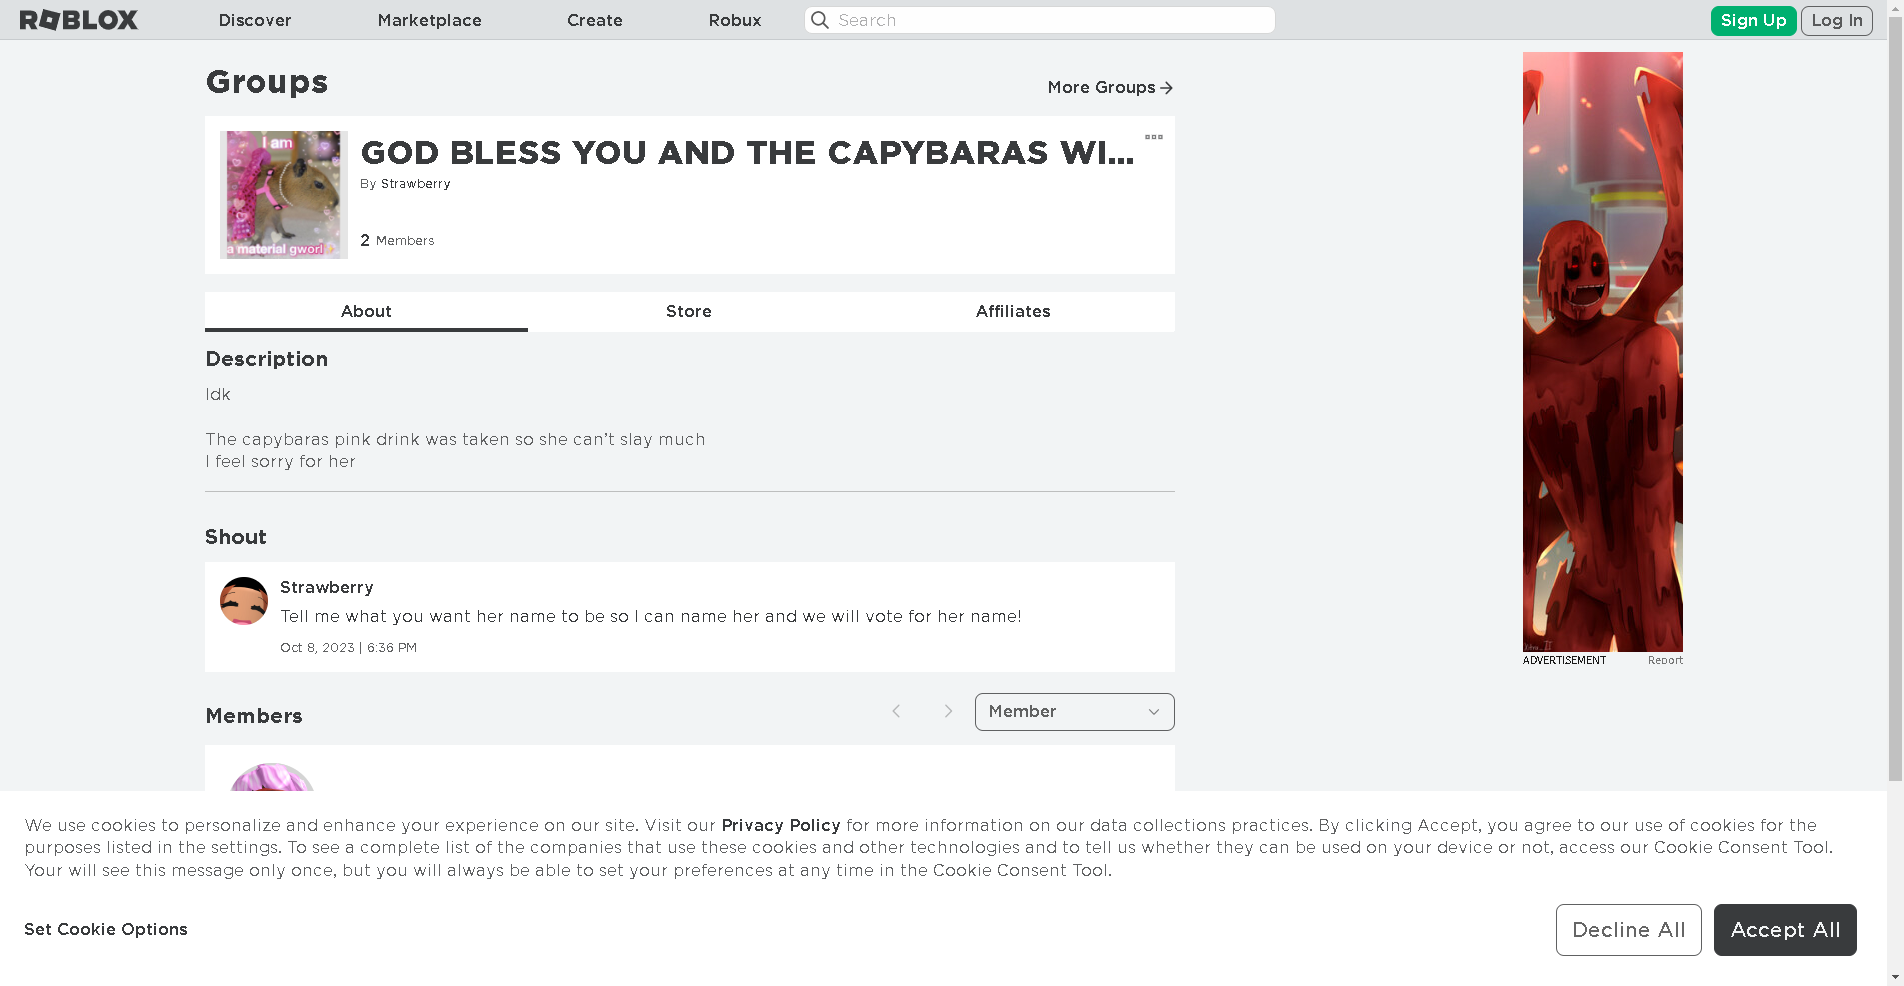 ROBLOX
Discover
Marketplace
Create
Robux
Search
Sign Up
Log In
Groups
More Groups
i am
a material gworl
GOD BLESS YOU AND THE CAPYBARAS WI...
By Strawberry
2 Members
About
Store
Affiliates
Description
Idk
The capybaras pink drink was taken so she can’t slay much
I feel sorry for her
Shout
Strawberry
Tell me what you want her name to be so I can name her and we will vote for her name!
Oct 8, 2023 | 6:36 PM
ADVERTISEMENT
Report
Members
Member
We use cookies to personalize and enhance your experience on our site. Visit our Privacy Policy for more information on our data collections practices. By clicking Accept, you agree to our use of cookies for the
purposes listed in the settings. To see a complete list of the companies that use these cookies and other technologies and to tell us whether they can be used on your device or not, access our Cookie Consent Tool.
Your will see this message only once, but you will always be able to set your preferences at any time in the Cookie Consent Tool.
Set Cookie Options
Decline All
Accept All